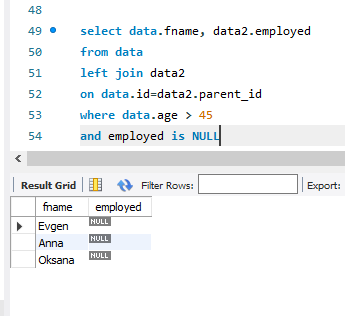 48
49 select data.fname, data2.employed
50 from data
51 left join data2
52 on data.id=data2.parent_id
53 where data.age > 45
54 and employed is NULL
Result Grid Filter Rows: Export:
fname employed
Evgen NULL
Anna NULL
Oksana NULL